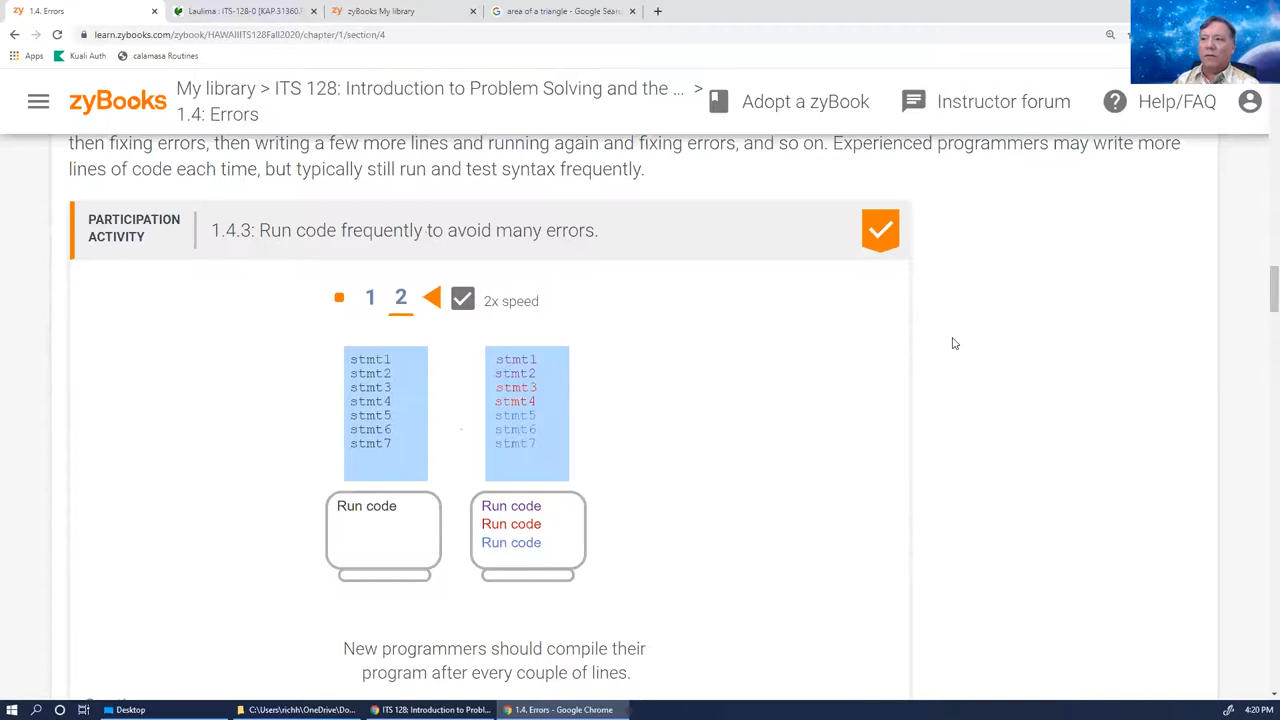 1.4. Errors
Laulima : ITS-128-0 [KAP.31360.F
zyBooks My library
area of a triangle - Google Sear
learn.zybooks.com/zybook/HAWAIIITS128Fall2020/chapter/1/section/4
Apps
Kuali Auth
calamasa Routines
zyBooks
My library > ITS 128: Introduction to Problem Solving and the ... >
1.4: Errors
Adopt a zyBook
Instructor forum
Help/FAQ
then fixing errors, then writing a few more lines and running again and fixing errors, and so on. Experienced programmers may write more
lines of code each time, but typically still run and test syntax frequently.
PARTICIPATION
ACTIVITY
1.4.3: Run code frequently to avoid many errors.
1 2
2x speed
stmt1
stmt2
stmt3
stmt4
stmt5
stmt6
stmt7
Run code
stmt1
stmt2
stmt3
stmt4
stmt5
stmt6
stmt7
Run code
Run code
Run code
New programmers should compile their
program after every couple of lines.
Desktop
C:\Users\richh\OneDrive\Do...
ITS 128: Introduction to Probl...
1.4. Errors - Google Chrome
4:20 PM